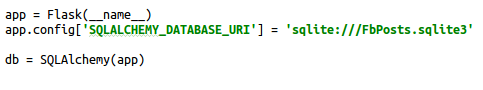 app = Flask(__name__)
app.config['SQLALCHEMY_DATABASE_URI'] = 'sqlite:///FbPosts.sqlite3'
db = SQLAlchemy(app)